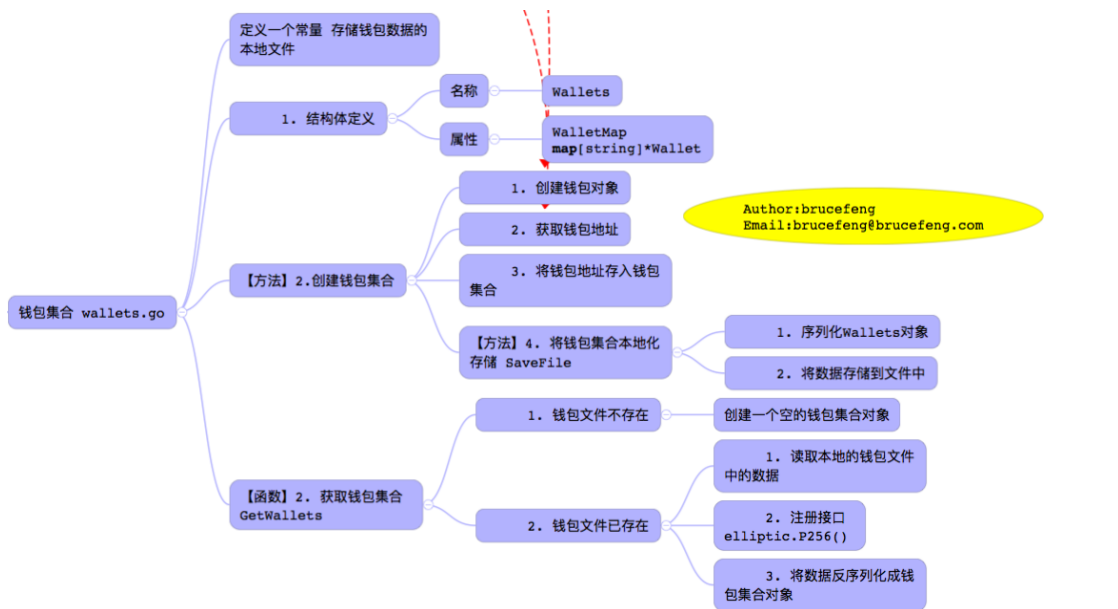 定义一个常量 存储钱包数据的
本地文件
1. 结构体定义
名称
Wallets
属性
WalletMap
map[string]*Wallet
1. 创建钱包对象
2. 获取钱包地址
Author:brucefeng
Email:brucefeng@brucefeng.com
【方法】2.创建钱包集合
3. 将钱包地址存入钱包
集合
钱包集合 wallets.go
【方法】4. 将钱包集合本地化
存储 SaveFile
1. 序列化Wallets对象
2. 将数据存储到文件中
【函数】2. 获取钱包集合
GetWallets
1. 钱包文件不存在
创建一个空的钱包集合对象
2. 钱包文件已存在
1. 读取本地的钱包文件
中的数据
2. 注册接口
elliptic.P256()
3. 将数据反序列化成钱
包集合对象